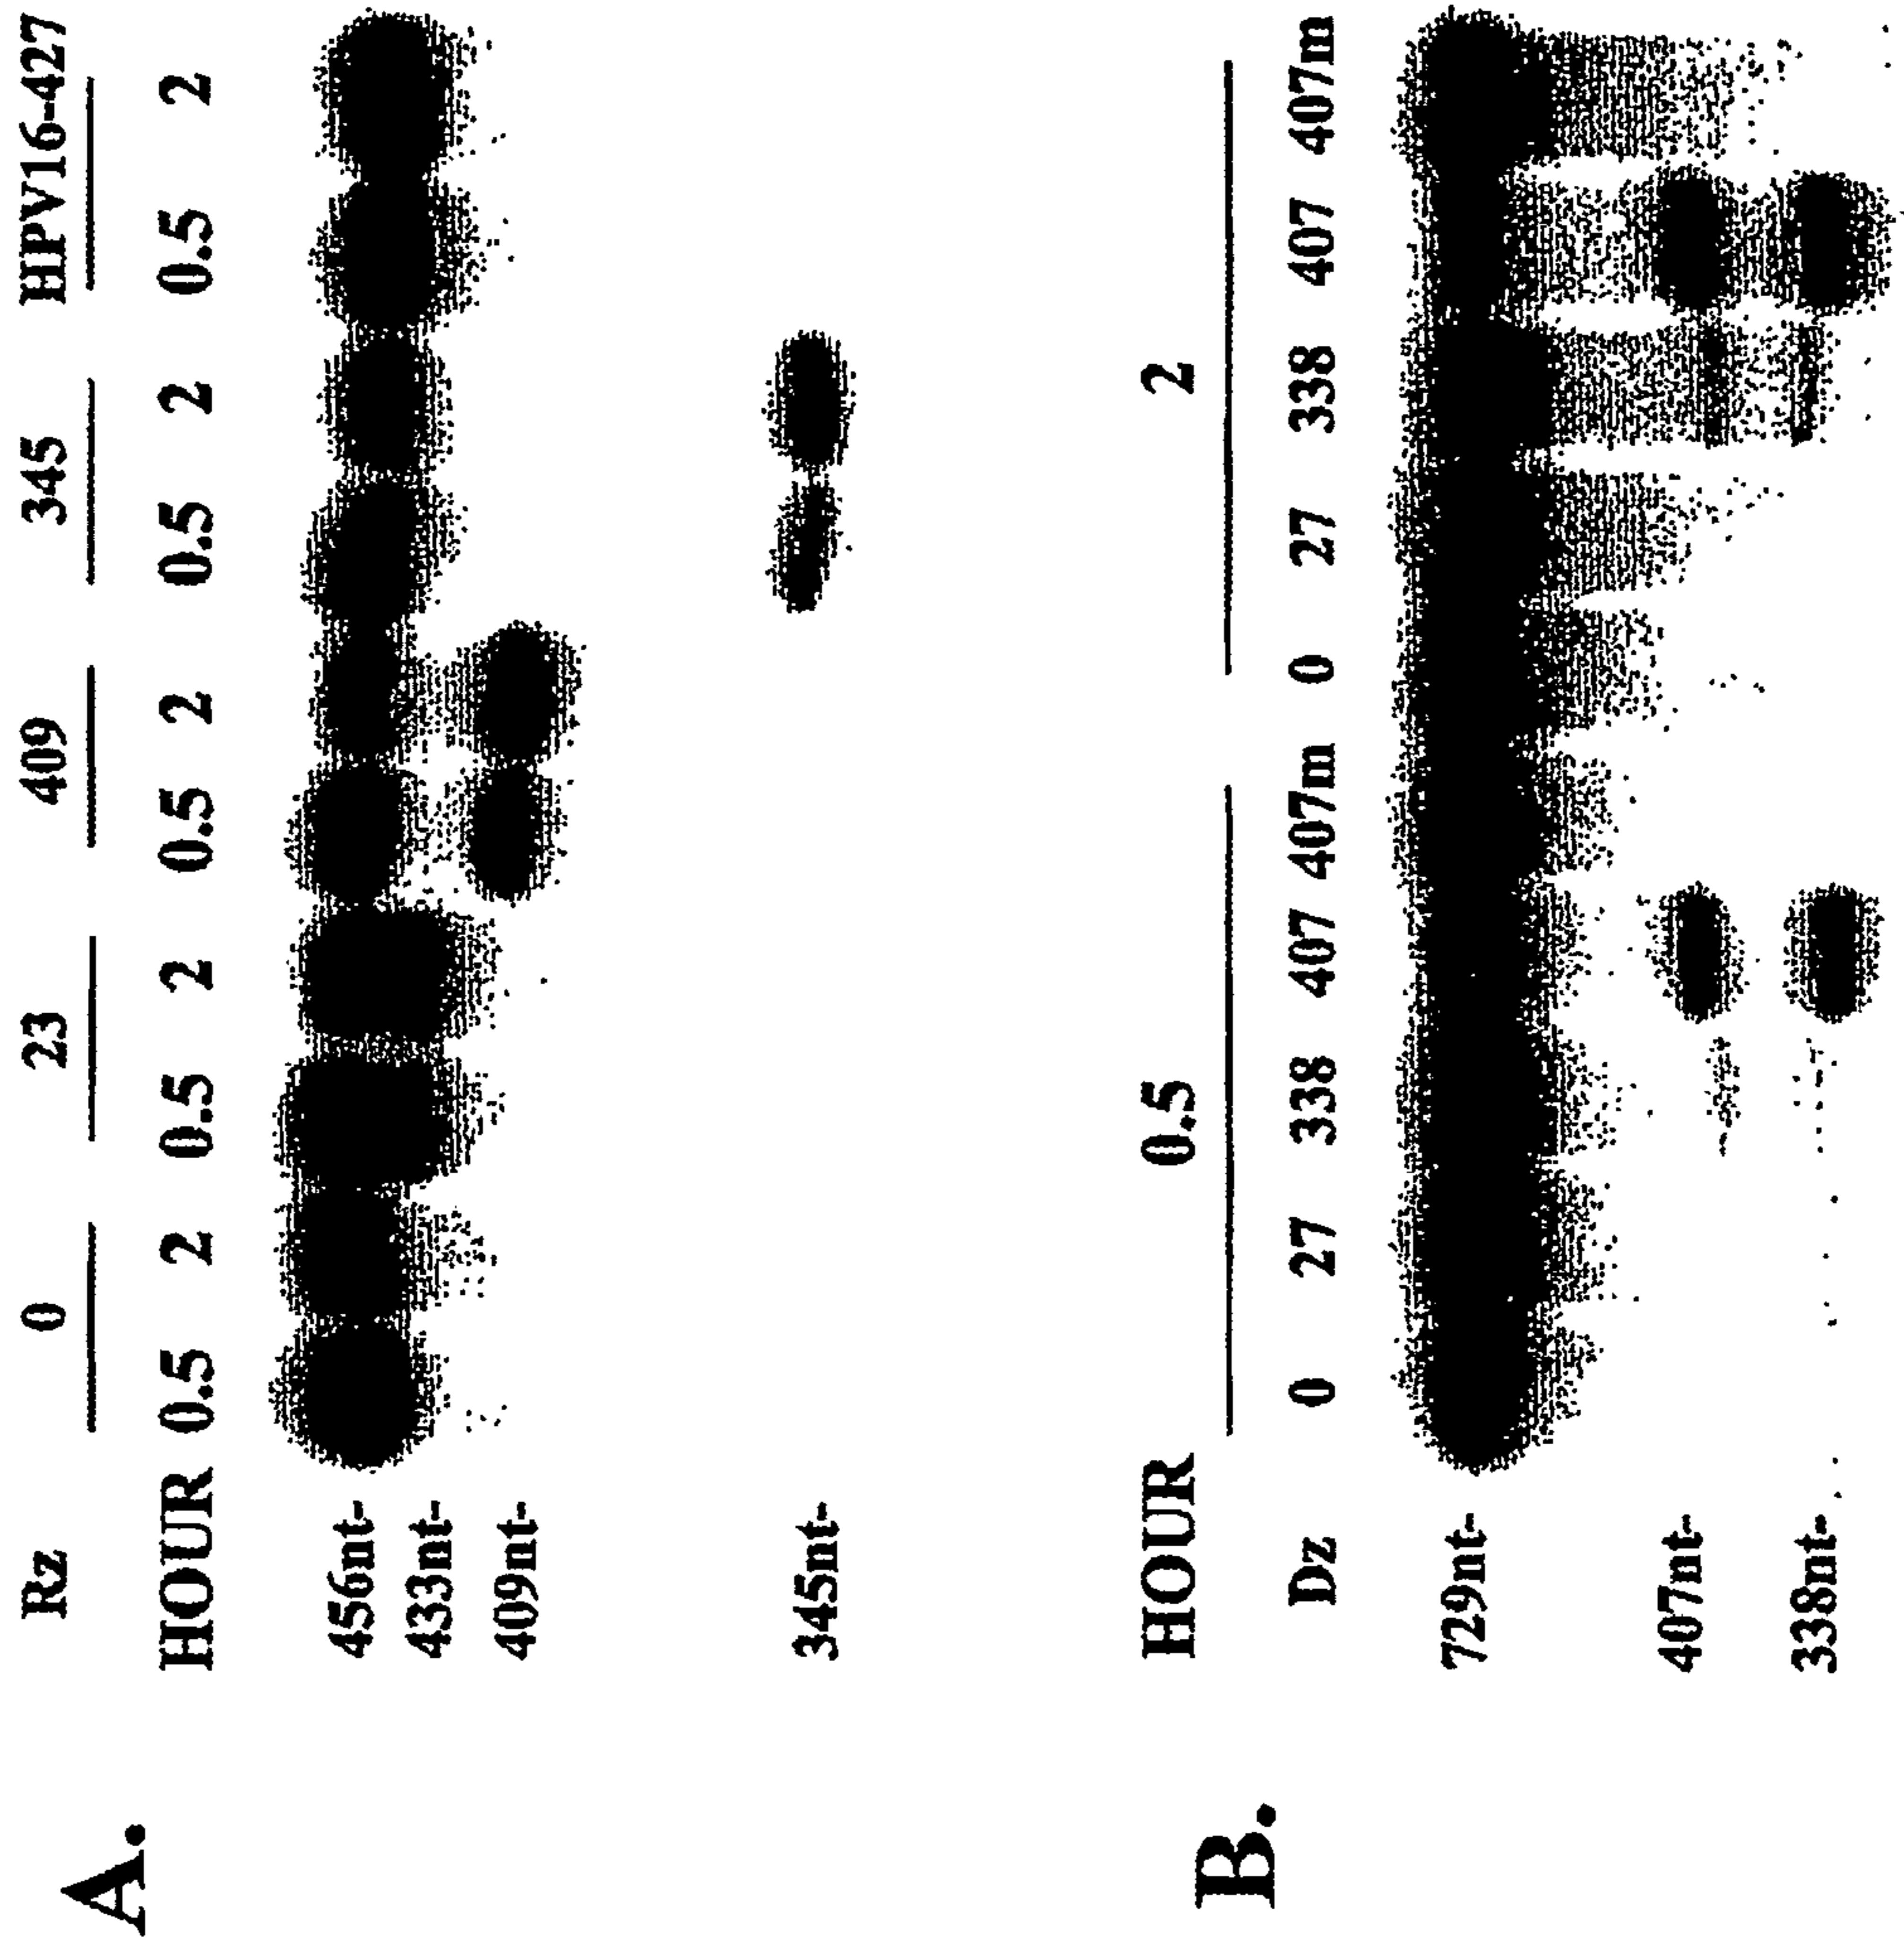 A.
Rz 0 23 409 345 HPV16-427
HOUR 0.5 2 0.5 2 0.5 2 0.5 2 0.5 2
456nt-
433nt-
409nt-
345nt-
B.
HOUR 0.5 2
Dz 0 27 338 407 407m 0 27 338 407 407m
729nt-
407nt-
338nt-